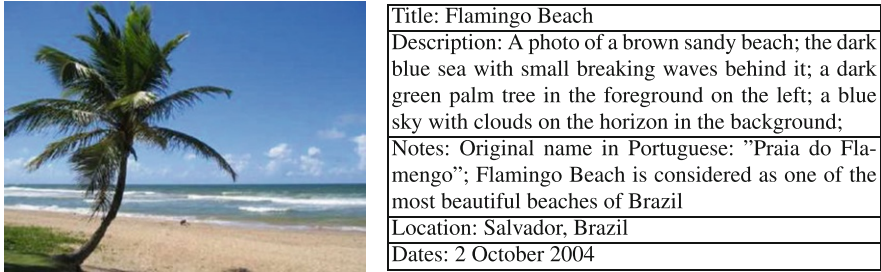 Title: Flamingo Beach
Description: A photo of a brown sandy beach; the dark
blue sea with small breaking waves behind it; a dark
green palm tree in the foreground on the left; a blue
sky with clouds on the horizon in the background;
Notes: Original name in Portuguese: ”Praia do Fla-
mengo”; Flamingo Beach is considered as one of the
most beautiful beaches of Brazil
Location: Salvador, Brazil
Dates: 2 October 2004